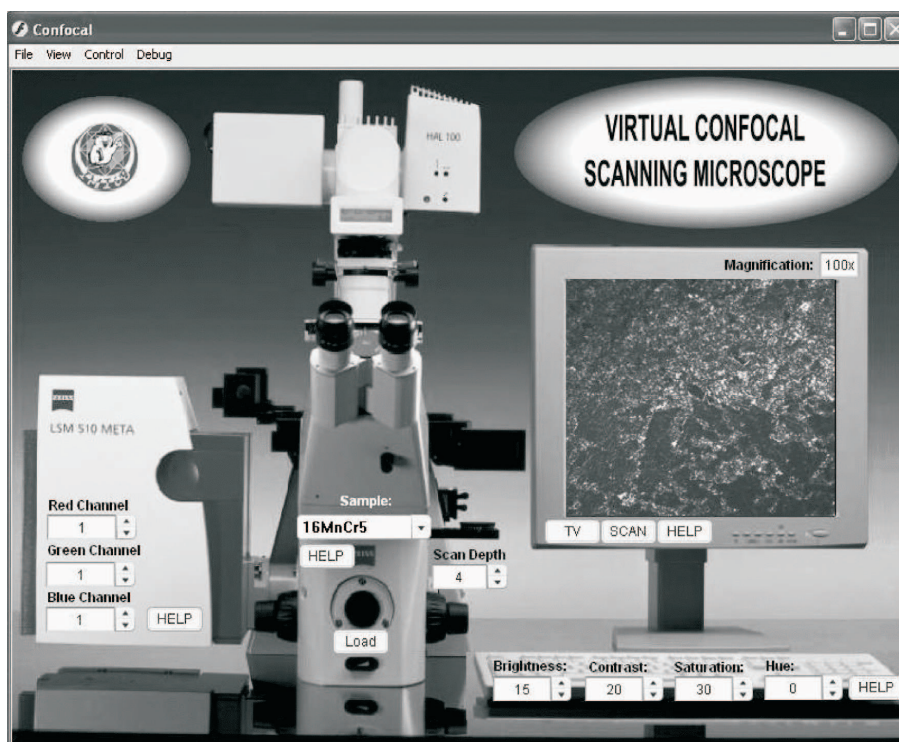 Confocal
File View Control Debug
HAL 100
VIRTUAL CONFOCAL
SCANNING MICROSCOPE
Magnification: 100x
ZEISS
LSM 510 META
Sample:
Red Channel
1
16MnCr5
TV SCAN HELP
Green Channel
HELP
Scan Depth
1
4
Blue Channel
1
HELP
Load
Brightness: Contrast: Saturation: Hue:
15 20 30 0 HELP